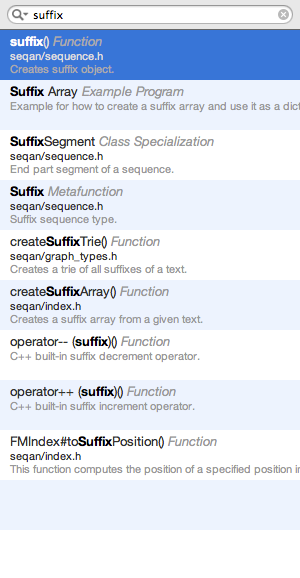 suffix
suffix() Function
seqan/sequence.h
Creates suffix object.
Suffix Array Example Program
Example for how to create a suffix array and use it as a dict
SuffixSegment Class Specialization
seqan/sequence.h
End part segment of a sequence.
Suffix Metafunction
seqan/sequence.h
Suffix sequence type.
createSuffixTrie() Function
seqan/graph_types.h
Creates a trie of all suffixes of a text.
createSuffixArray() Function
seqan/index.h
Creates a suffix array from a given text.
operator-- (suffix)() Function
C++ built-in suffix decrement operator.
operator++ (suffix)() Function
C++ built-in suffix increment operator.
FMIndex#toSuffixPosition() Function
seqan/index.h
This function computes the position of a specified position in